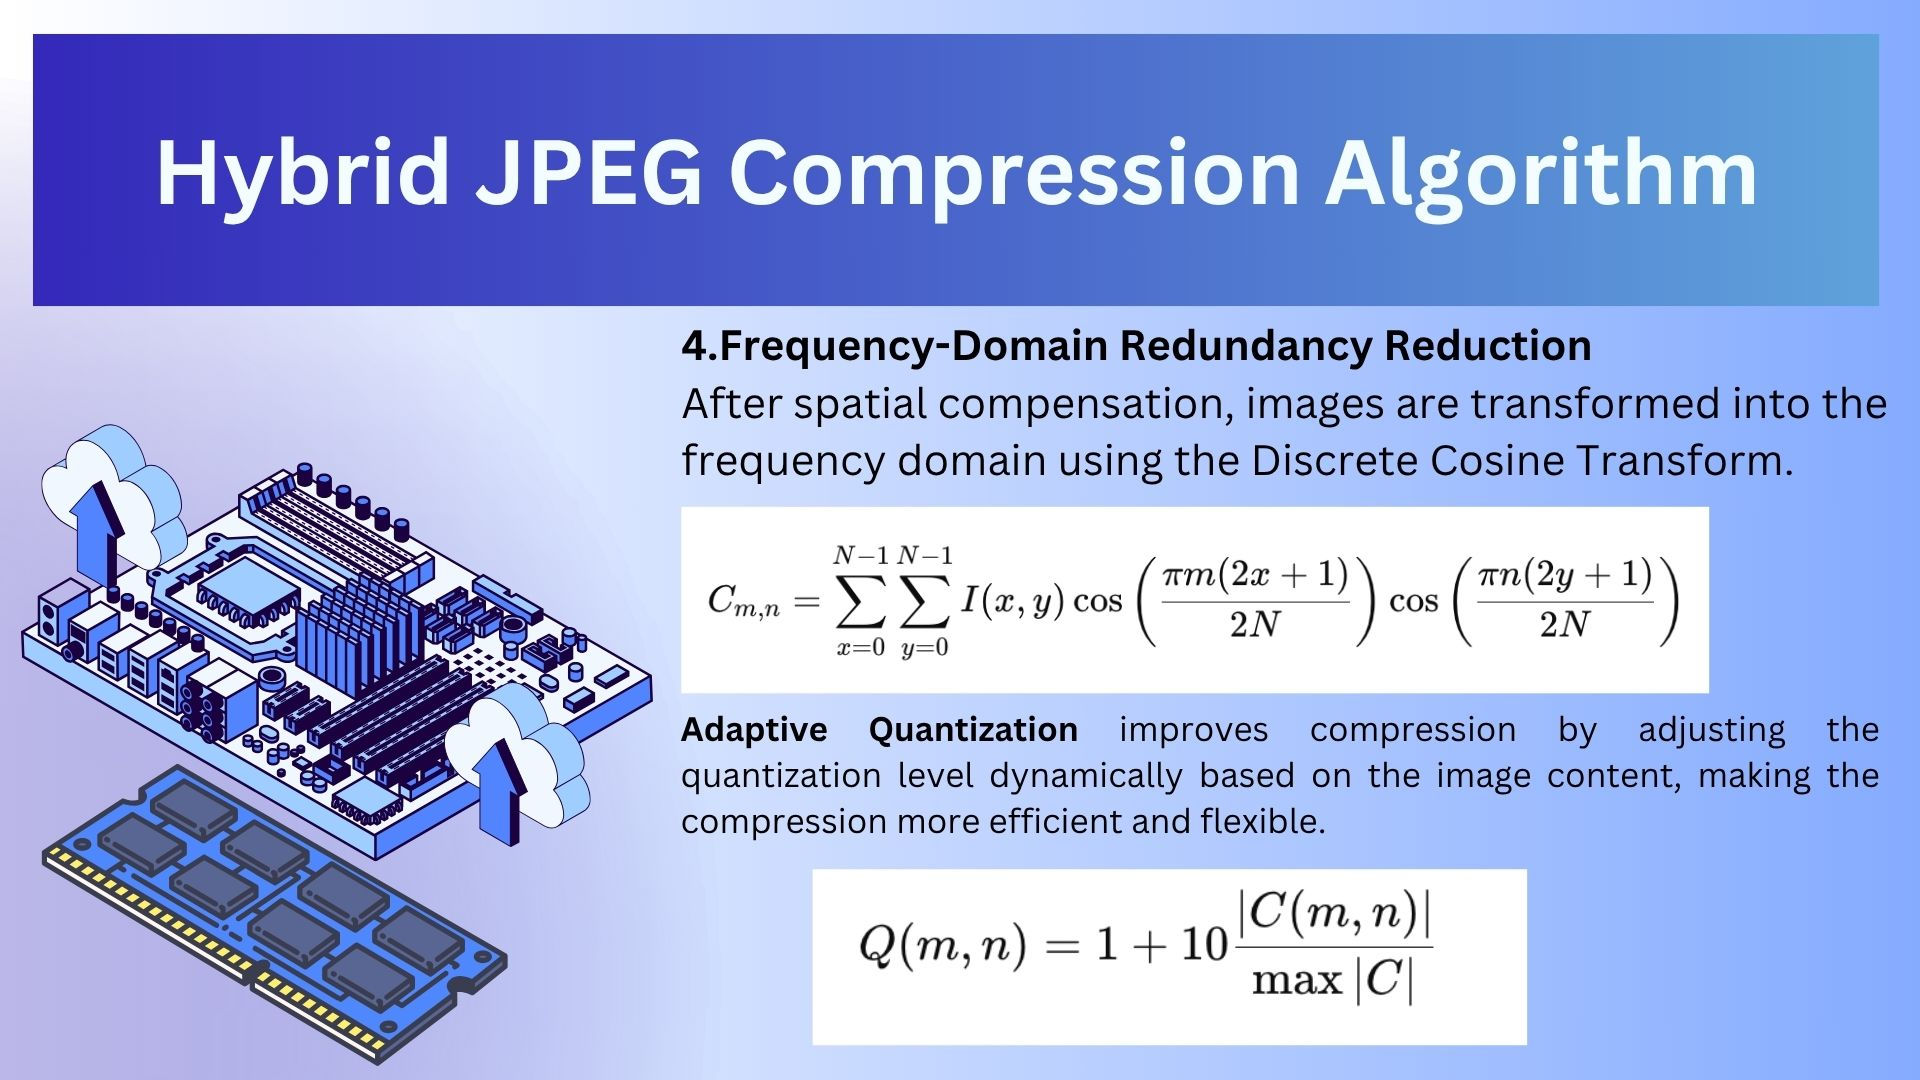 Hybrid JPEG Compression Algorithm
4.Frequency-Domain Redundancy Reduction
After spatial compensation, images are transformed into the
frequency domain using the Discrete Cosine Transform.
$C_{m,n} = \sum_{x=0}^{N-1} \sum_{y=0}^{N-1} I(x, y) \cos\left(\frac{\pi m(2x+1)}{2N}\right) \cos\left(\frac{\pi n(2y+1)}{2N}\right)$
Adaptive Quantization improves compression by adjusting the
quantization level dynamically based on the image content, making the
compression more efficient and flexible.
$Q(m, n) = 1 + 10\frac{|C(m, n)|}{\max |C|}$